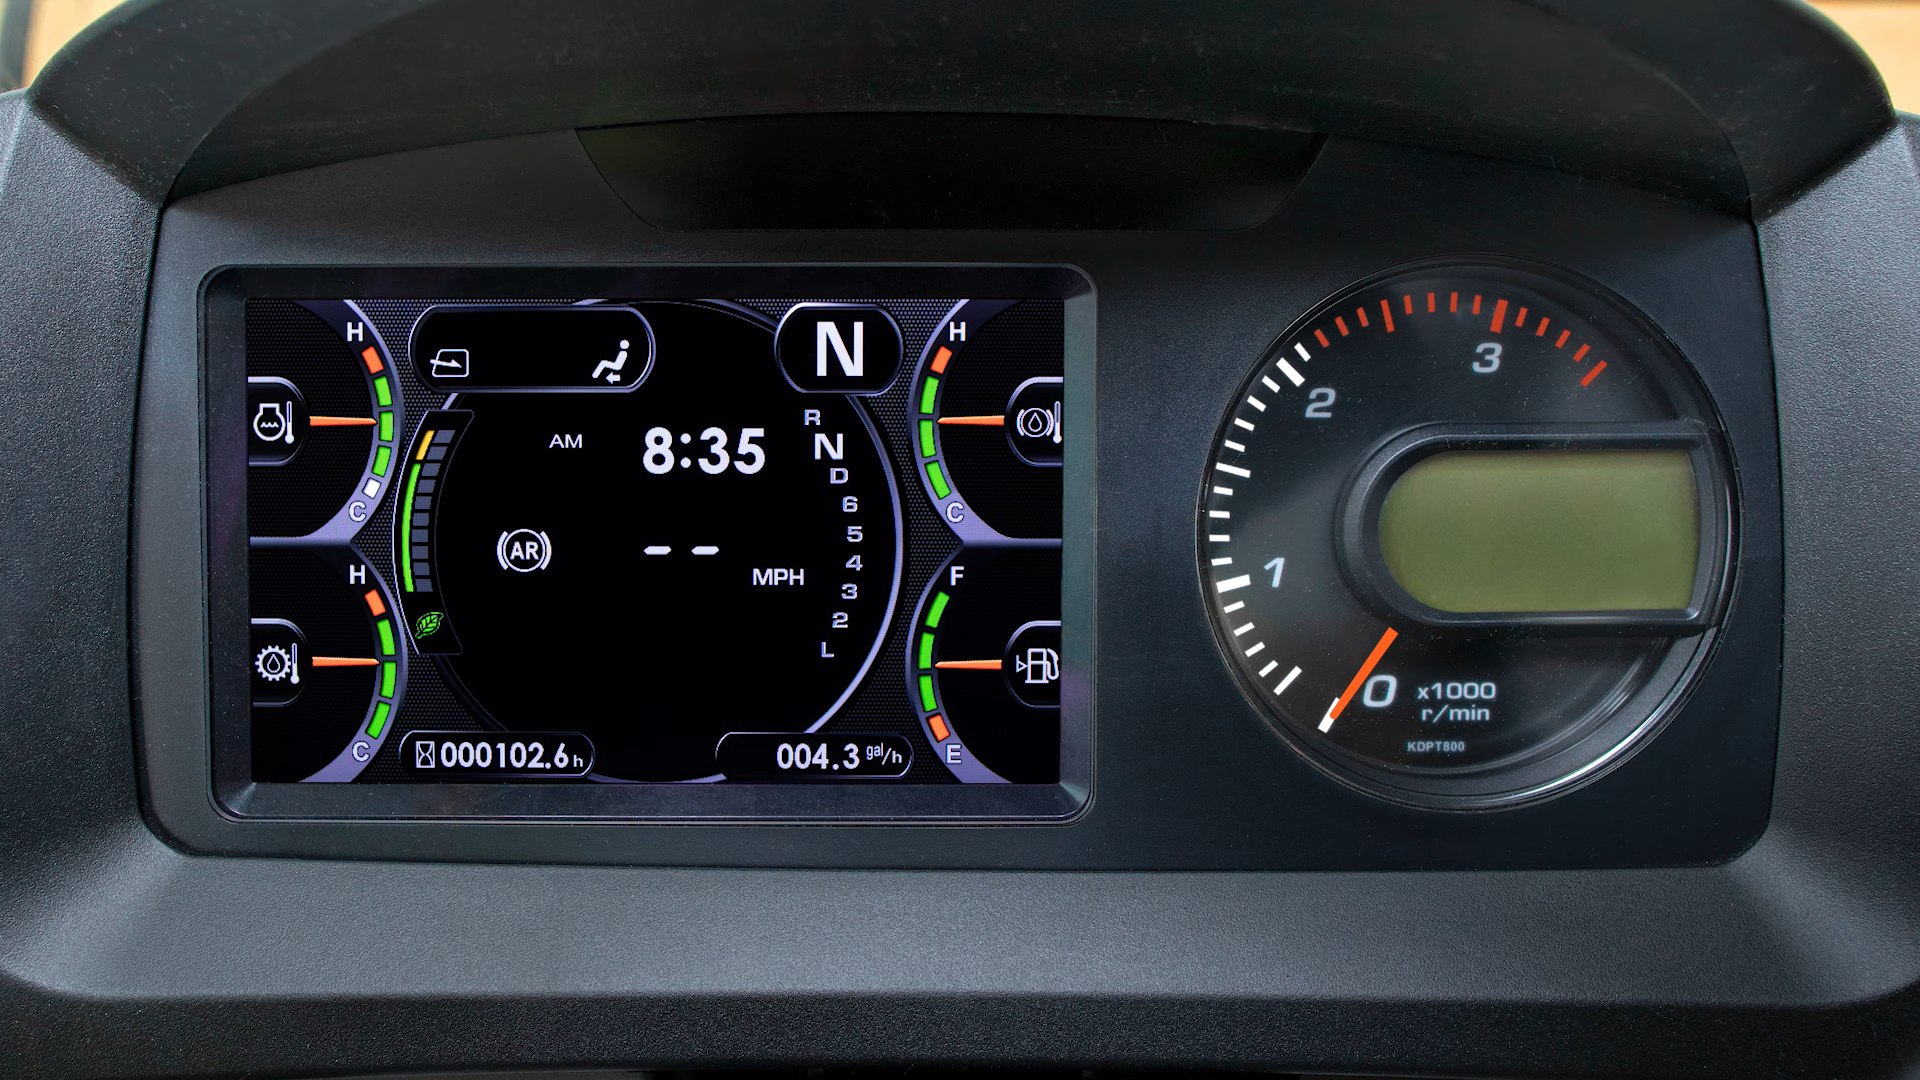 H
C
H
C
N
AM
8:35
R
N
D
6
5
4
3
2
L
AR
-- 
MPH
000102.6h
004.3 gal/h
H
C
F
E
3
2
1
0
x1000
r/min
KDPT800